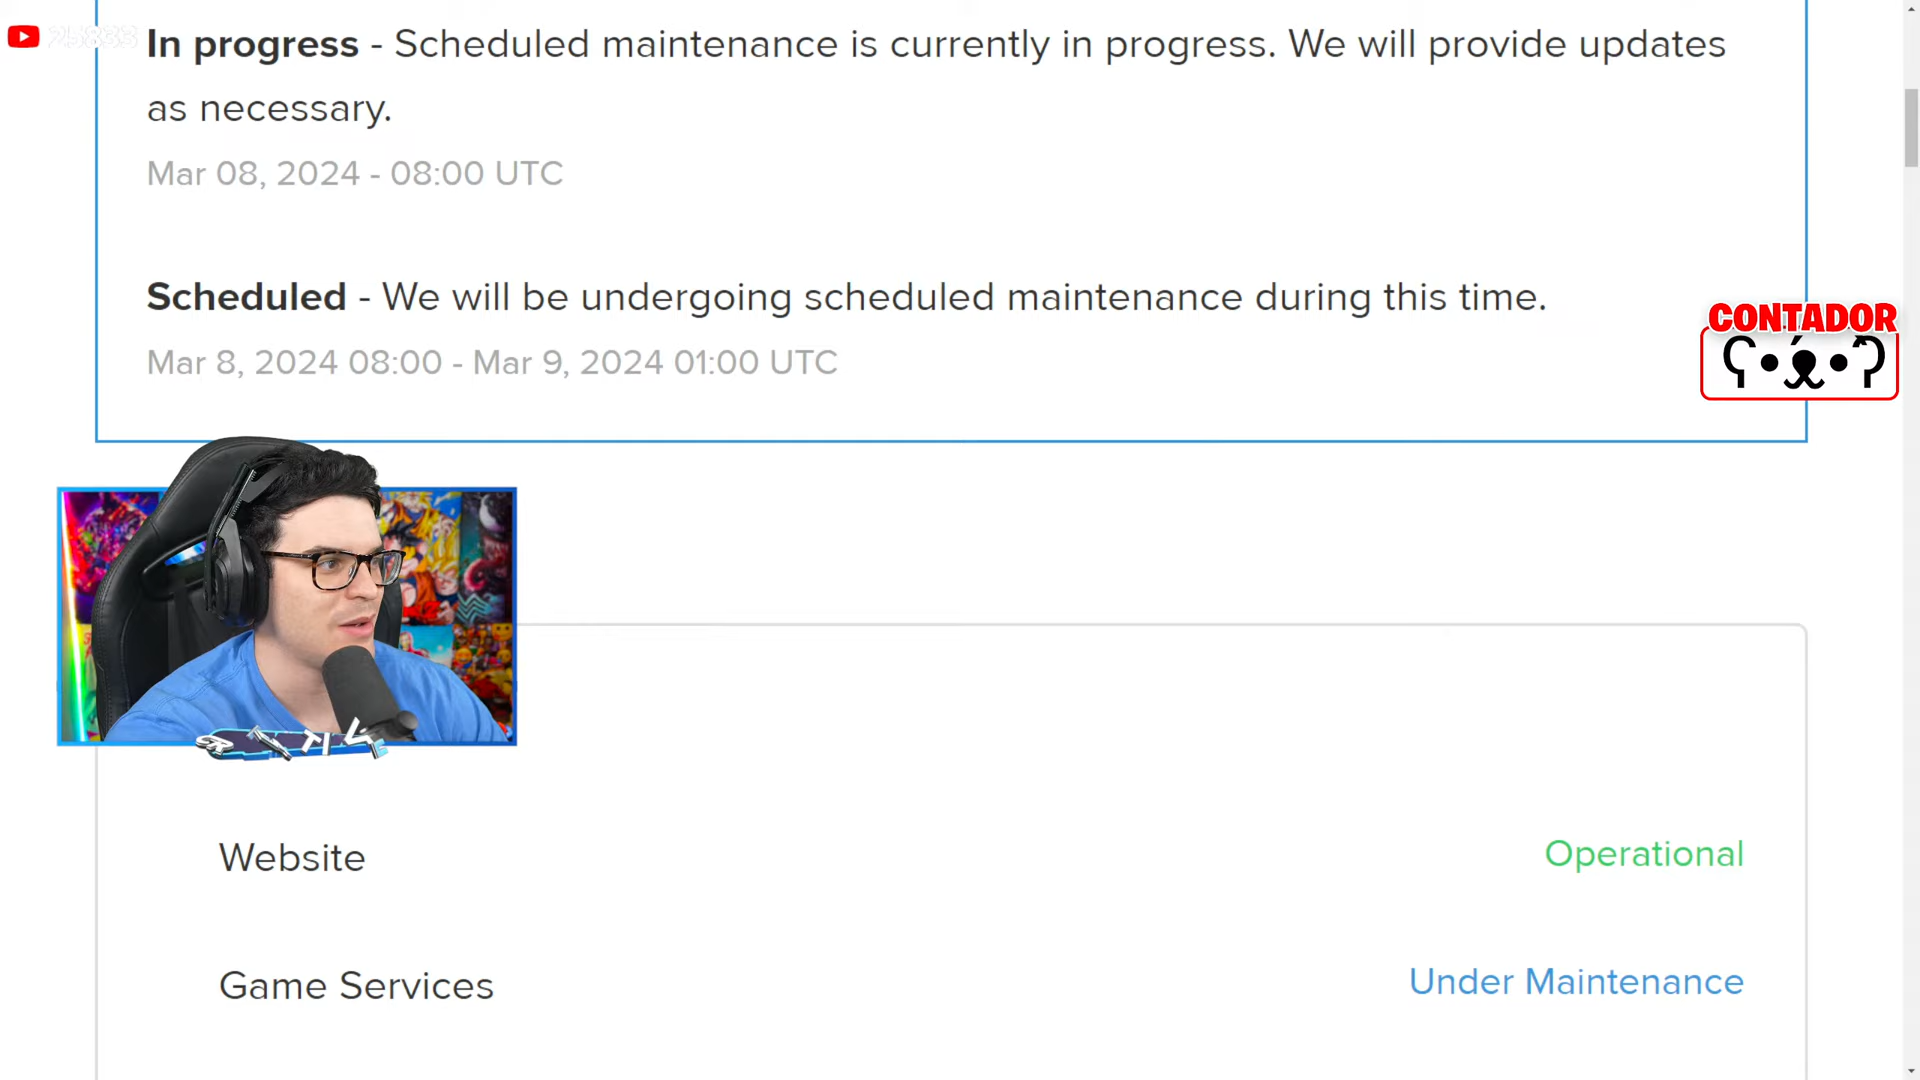 25833
In progress - Scheduled maintenance is currently in progress. We will provide updates
as necessary.
Mar 08, 2024 - 08:00 UTC
Scheduled - We will be undergoing scheduled maintenance during this time.
Mar 8, 2024 08:00 - Mar 9, 2024 01:00 UTC
CONTADOR
ʕ•́ᴥ•̀ʔ
Website
Operational
Game Services
Under Maintenance